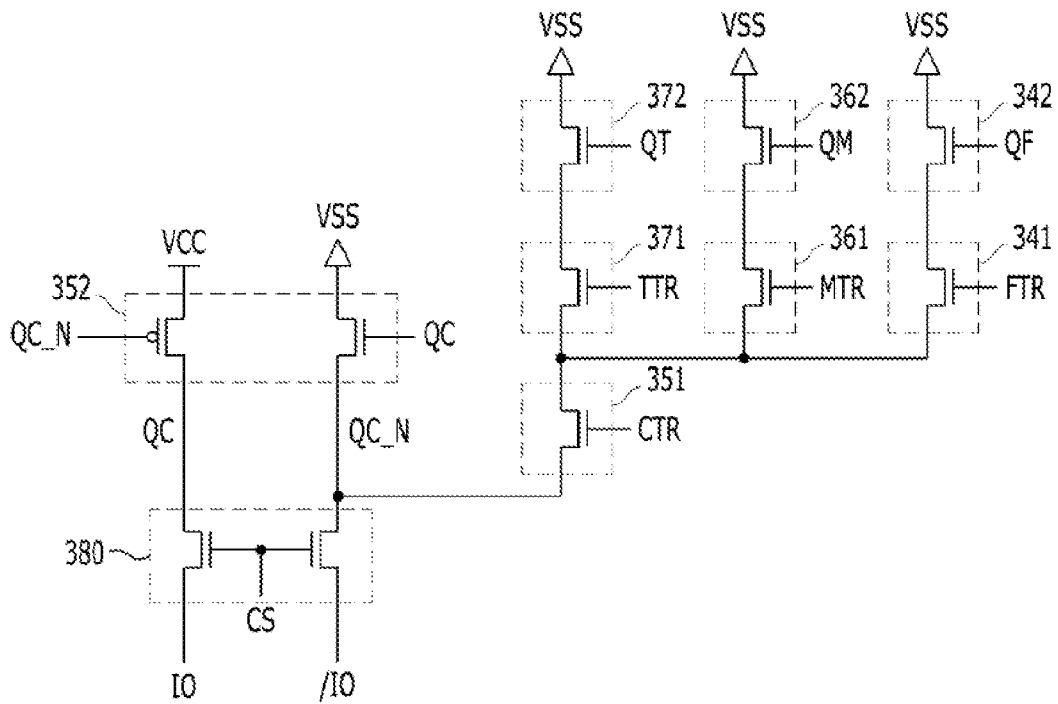 VSS VSS VSS
372 362 342
QT QM QF
VSS
VCC
371 361 341
352
TTR MTR FTR
QC_N QC
351
QC QC_N CTR
380
CS
IO /IO